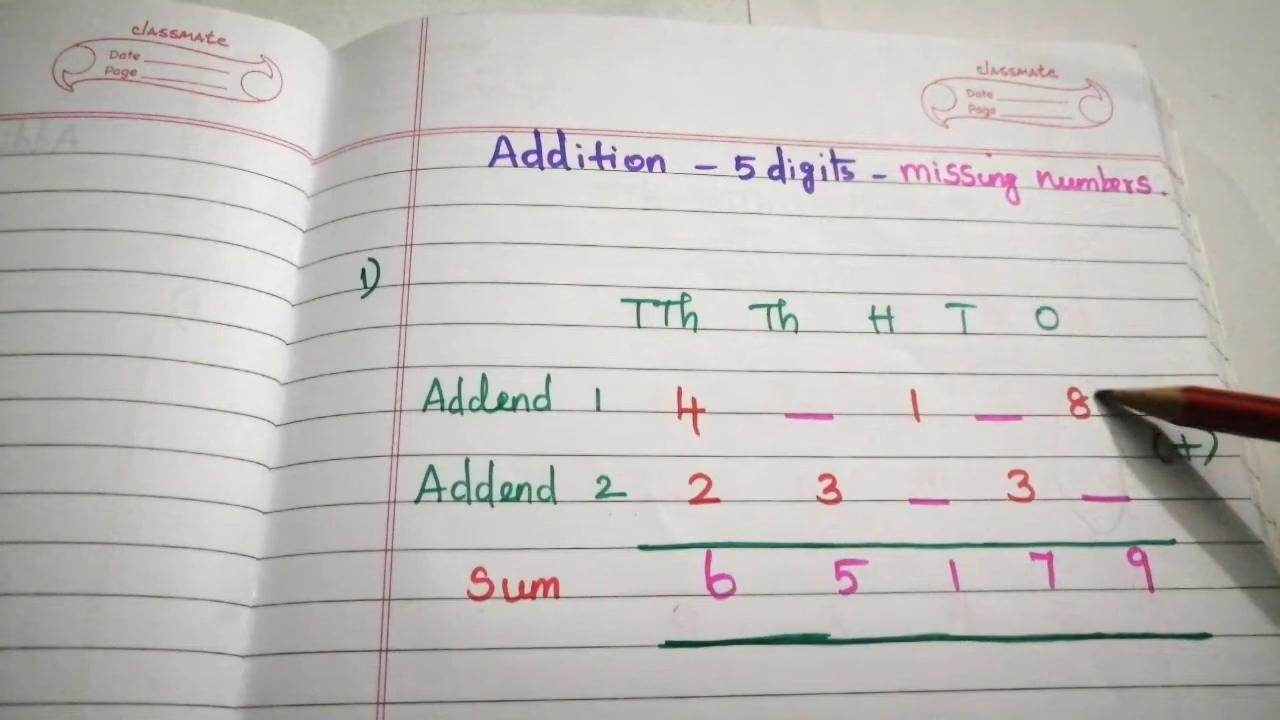 classmate
Date
Page
classmate
Date
Page
Addition - 5 digits - missing numbers.
1)
TTh Th H T O
Addend 1 4 _ 1 _ 8
(+)
Addend 2 2 3 _ 3 _
Sum 6 5 1 7 9